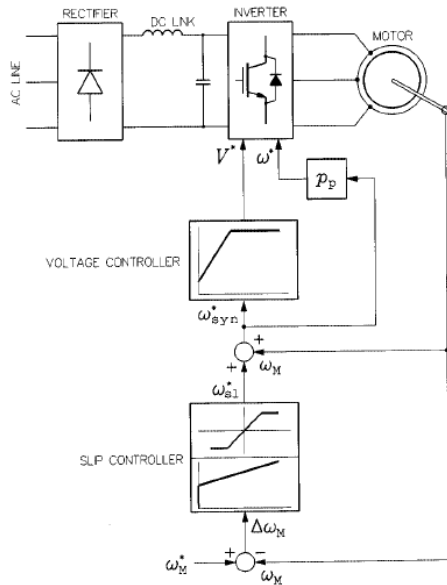 RECTIFIER
INVERTER
DC LINK
MOTOR
AC LINE
V*
ω*
p_p
VOLTAGE CONTROLLER
ω*_syn
+
+
ω_M
ω*_sl
SLIP CONTROLLER
Δω_M
ω*_M
+
−
ω_M